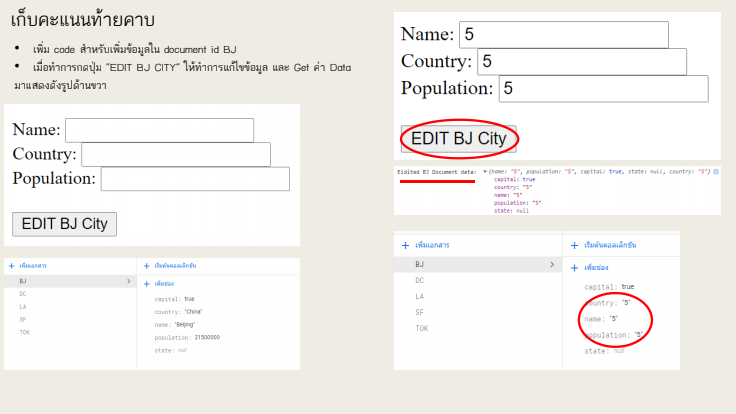 เก็บคะแนนท้ายคาบ
• เพิ่ม code สำหรับเพิ่มข้อมูลใน document id BJ
• เมื่อทำการกดปุ่ม “EDIT BJ CITY” ให้ทำการแก้ไขข้อมูล และ Get ค่า Data
มาแสดงดังรูปด้านขวา
Name:
Country:
Population:
EDIT BJ City
+ เพิ่มเอกสาร
BJ >
DC
LA
SF
TOK
+ เริ่มต้นคอลเล็กชัน
+ เพิ่มช่อง
capital: true
country: "China"
name: "Beijing"
population: 21500000
state: null
Name: 5
Country: 5
Population: 5
EDIT BJ City
Eidited BJ Document data: ▼{name: "5", population: "5", capital: true, state: null, country: "5"}
capital: true
country: "5"
name: "5"
population: "5"
state: null
+ เพิ่มเอกสาร
BJ >
DC
LA
SF
TOK
+ เริ่มต้นคอลเล็กชัน
+ เพิ่มช่อง
capital: true
country: "5"
name: "5"
population: "5"
state: null